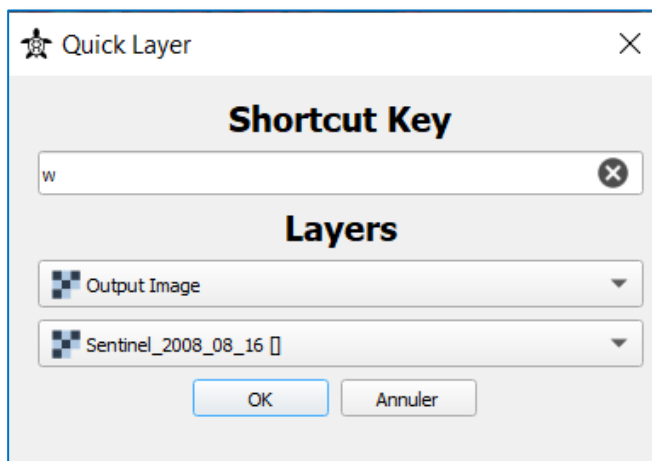 Quick Layer
Shortcut Key
w
Layers
Output Image
Sentinel_2008_08_16 []
OK Annuler